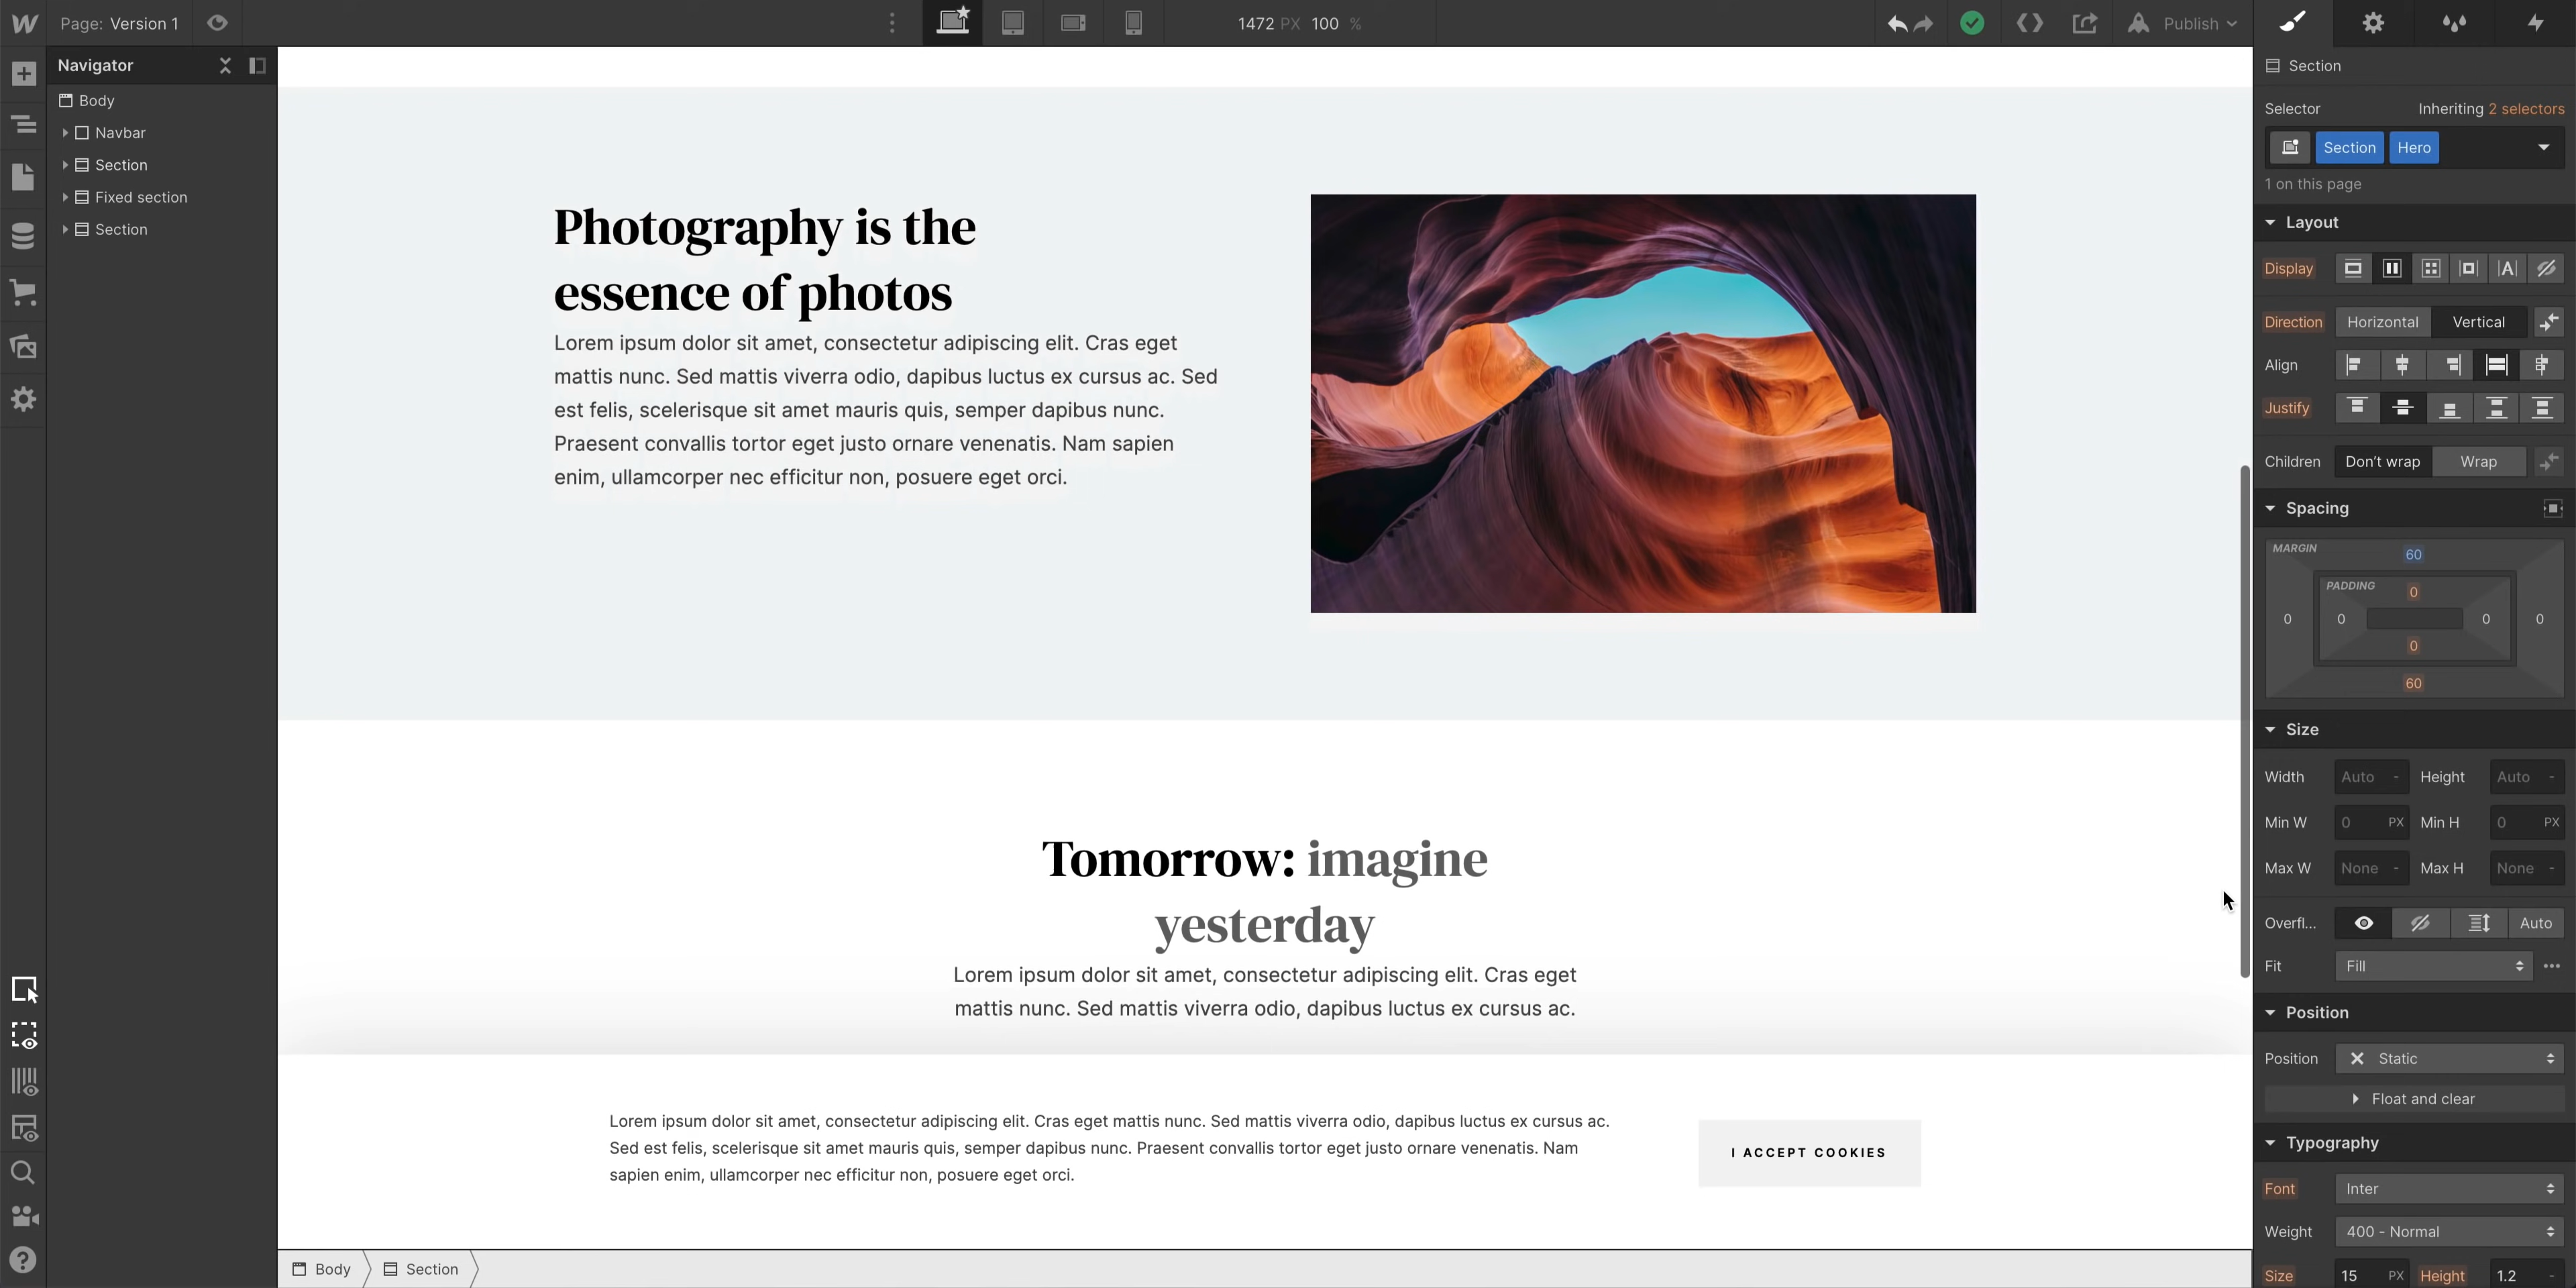 Page: Version 1
1472 PX 100 %
Publish
Navigator
Body
Navbar
Section
Fixed section
Section
Photography is the
essence of photos
Lorem ipsum dolor sit amet, consectetur adipiscing elit. Cras eget
mattis nunc. Sed mattis viverra odio, dapibus luctus ex cursus ac. Sed
est felis, scelerisque sit amet mauris quis, semper dapibus nunc.
Praesent convallis tortor eget justo ornare venenatis. Nam sapien
enim, ullamcorper nec efficitur non, posuere eget orci.
Tomorrow: imagine
yesterday
Lorem ipsum dolor sit amet, consectetur adipiscing elit. Cras eget
mattis nunc. Sed mattis viverra odio, dapibus luctus ex cursus ac.
Lorem ipsum dolor sit amet, consectetur adipiscing elit. Cras eget mattis nunc. Sed mattis viverra odio, dapibus luctus ex cursus ac.
Sed est felis, scelerisque sit amet mauris quis, semper dapibus nunc. Praesent convallis tortor eget justo ornare venenatis. Nam
sapien enim, ullamcorper nec efficitur non, posuere eget orci.
I ACCEPT COOKIES
Body Section
Section
Selector Inheriting 2 selectors
Section Hero
1 on this page
Layout
Display
Direction Horizontal Vertical
Align
Justify
Children Don't wrap Wrap
Spacing
MARGIN 60
PADDING 0
0 0 0 0
0
60
Size
Width Auto - Height Auto -
Min W 0 PX Min H 0 PX
Max W None - Max H None -
Overfl... Auto
Fit Fill
Position
Position Static
Float and clear
Typography
Font Inter
Weight 400 - Normal
Size 15 PX Height 1.2 -